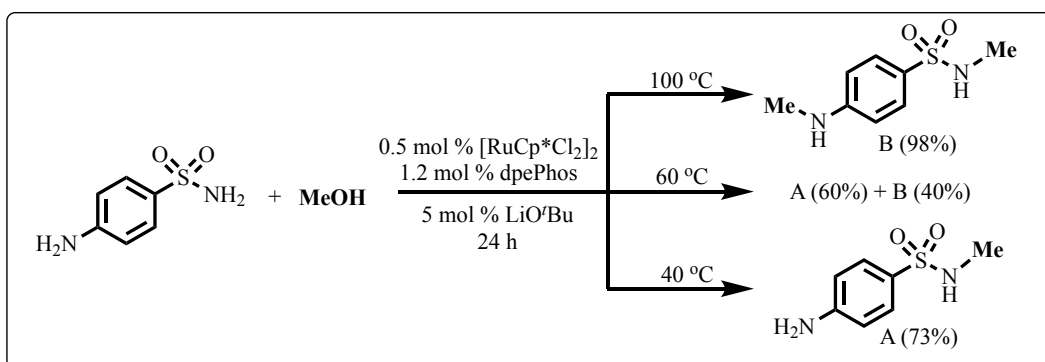 O O
S
NH2
H2N
+ MeOH
0.5 mol % [RuCp*Cl2]2
1.2 mol % dpePhos
5 mol % LiOtBu
24 h
100 °C
O O
S Me
N
H
Me
N
H
B (98%)
60 °C
A (60%) + B (40%)
40 °C
O O
S Me
N
H
H2N
A (73%)